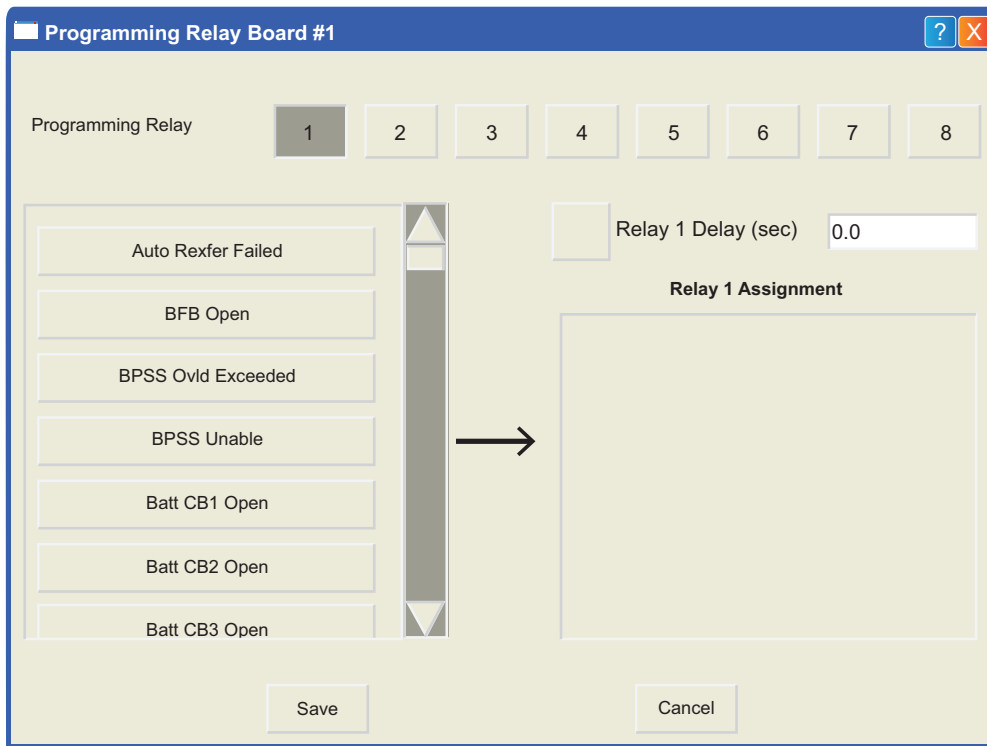 Programming Relay Board #1
? X
Programming Relay 1 2 3 4 5 6 7 8
Relay 1 Delay (sec) 0.0
Auto Rexfer Failed
Relay 1 Assignment
BFB Open
BPSS Ovld Exceeded
BPSS Unable
Batt CB1 Open
Batt CB2 Open
Batt CB3 Open
Save
Cancel